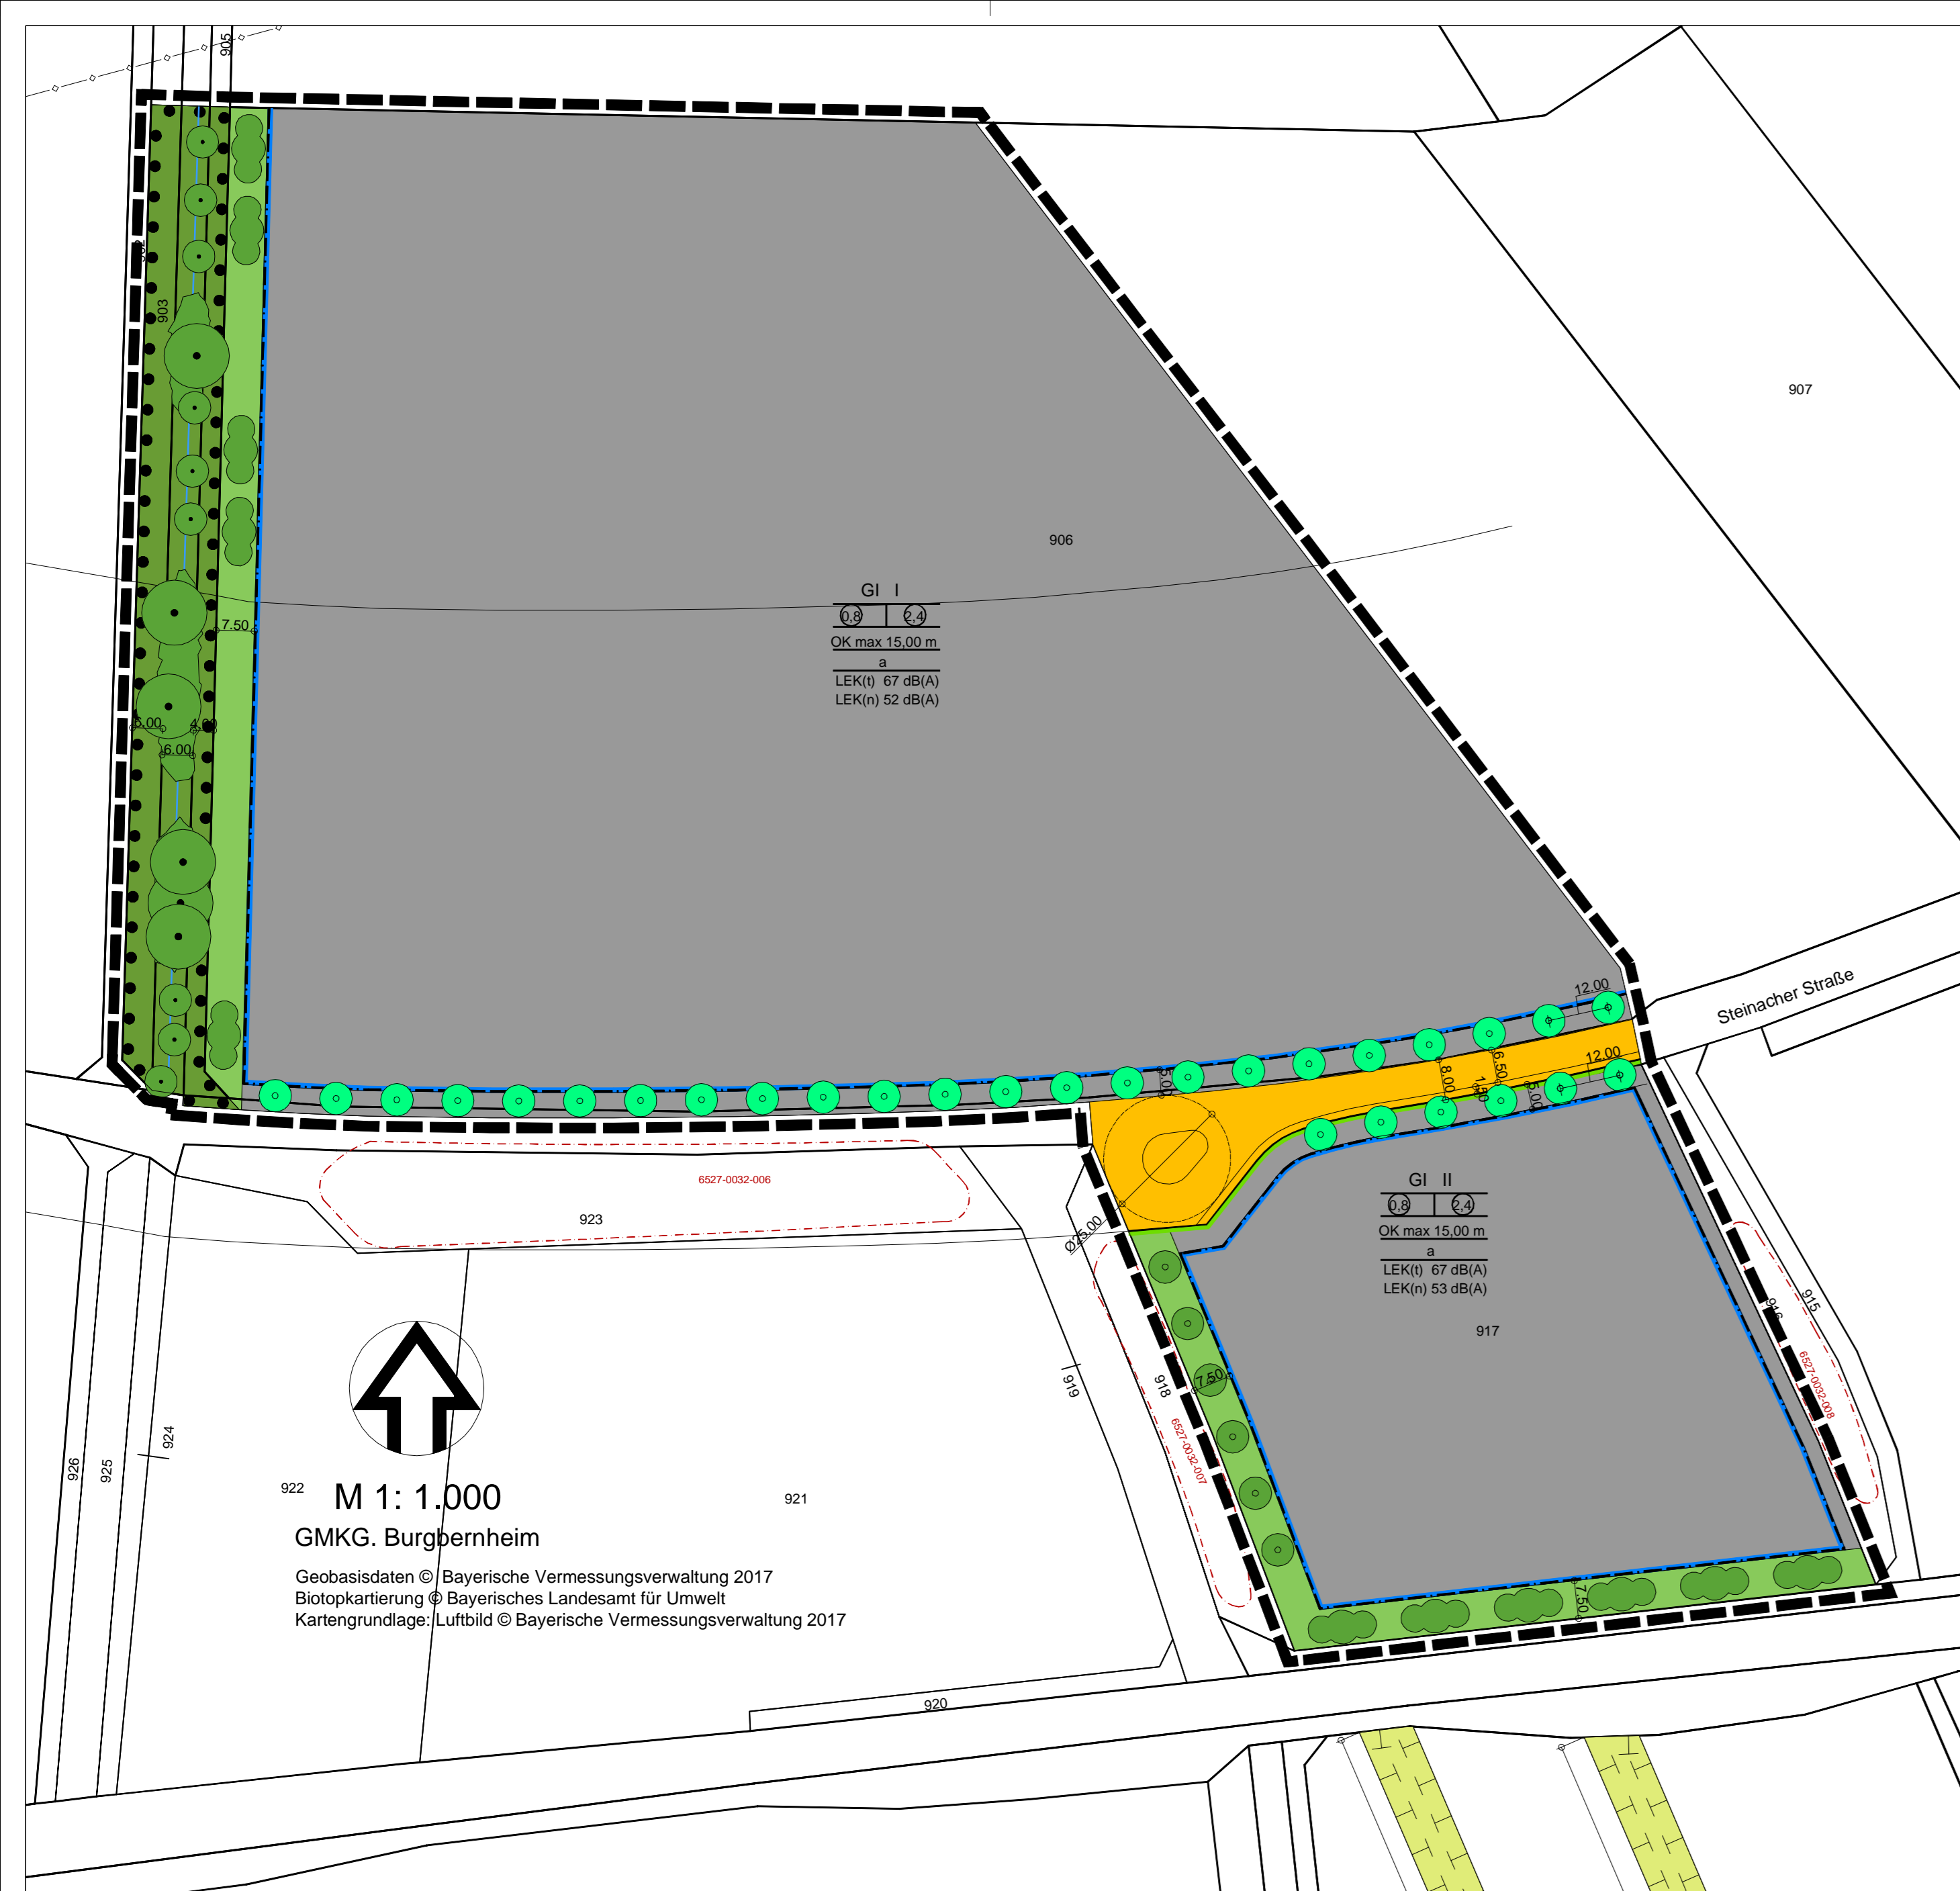 905
902
903
907
906
GI I
0,8 2,4
OK max 15,00 m
a
LEK(t) 67 dB(A)
LEK(n) 52 dB(A)
7.50
5.00
4.00
6.00
12.00
Steinacher Straße
12.00
6.50
8.00
1.50
5.00
5.00
6527-0032-006
923
Ø25.00
GI II
0,8 2,4
OK max 15,00 m
a
LEK(t) 67 dB(A)
LEK(n) 53 dB(A)
917
916
915
6527-0032-008
919
918
7.50
6527-0032-007
924
925
926
922
921
M 1: 1.000
GMKG. Burgbernheim
Geobasisdaten © Bayerische Vermessungsverwaltung 2017
Biotopkartierung © Bayerisches Landesamt für Umwelt
Kartengrundlage: Luftbild © Bayerische Vermessungsverwaltung 2017
7.50
920